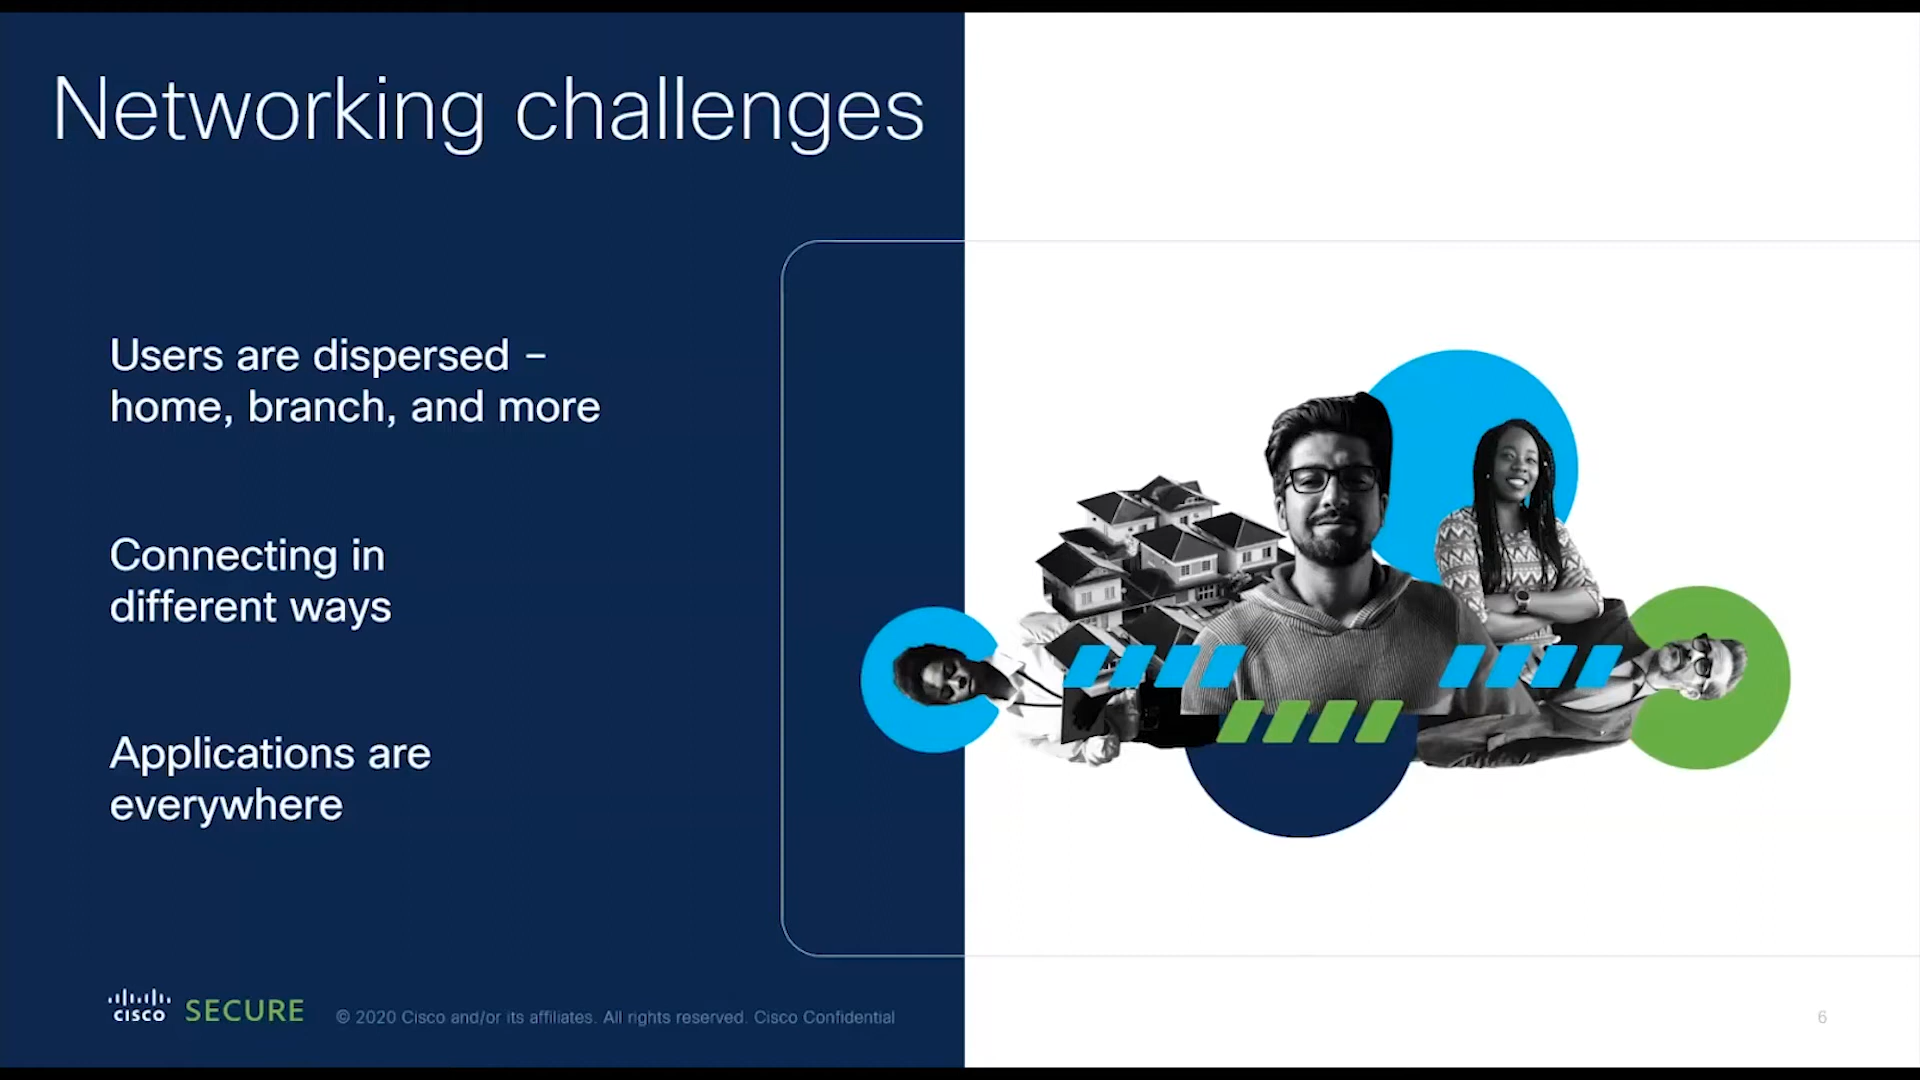 Networking challenges
Users are dispersed –
home, branch, and more
Connecting in
different ways
Applications are
everywhere
CISCO SECURE © 2020 Cisco and/or its affiliates. All rights reserved. Cisco Confidential
6